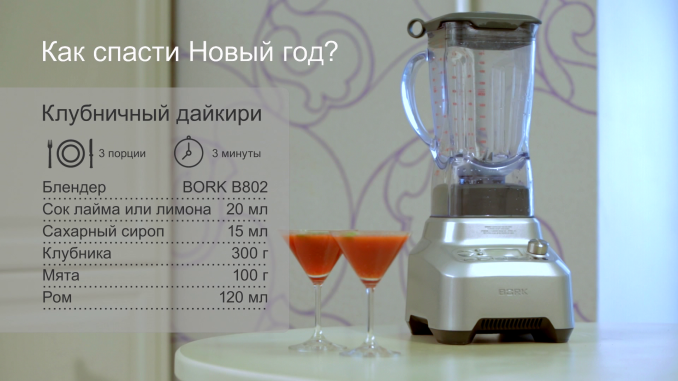 Как спасти Новый год?
Клубничный дайкири
3 порции 3 минуты
Блендер BORK B802
Сок лайма или лимона 20 мл
Сахарный сироп 15 мл
Клубника 300 г
Мята 100 г
Ром 120 мл
BORK